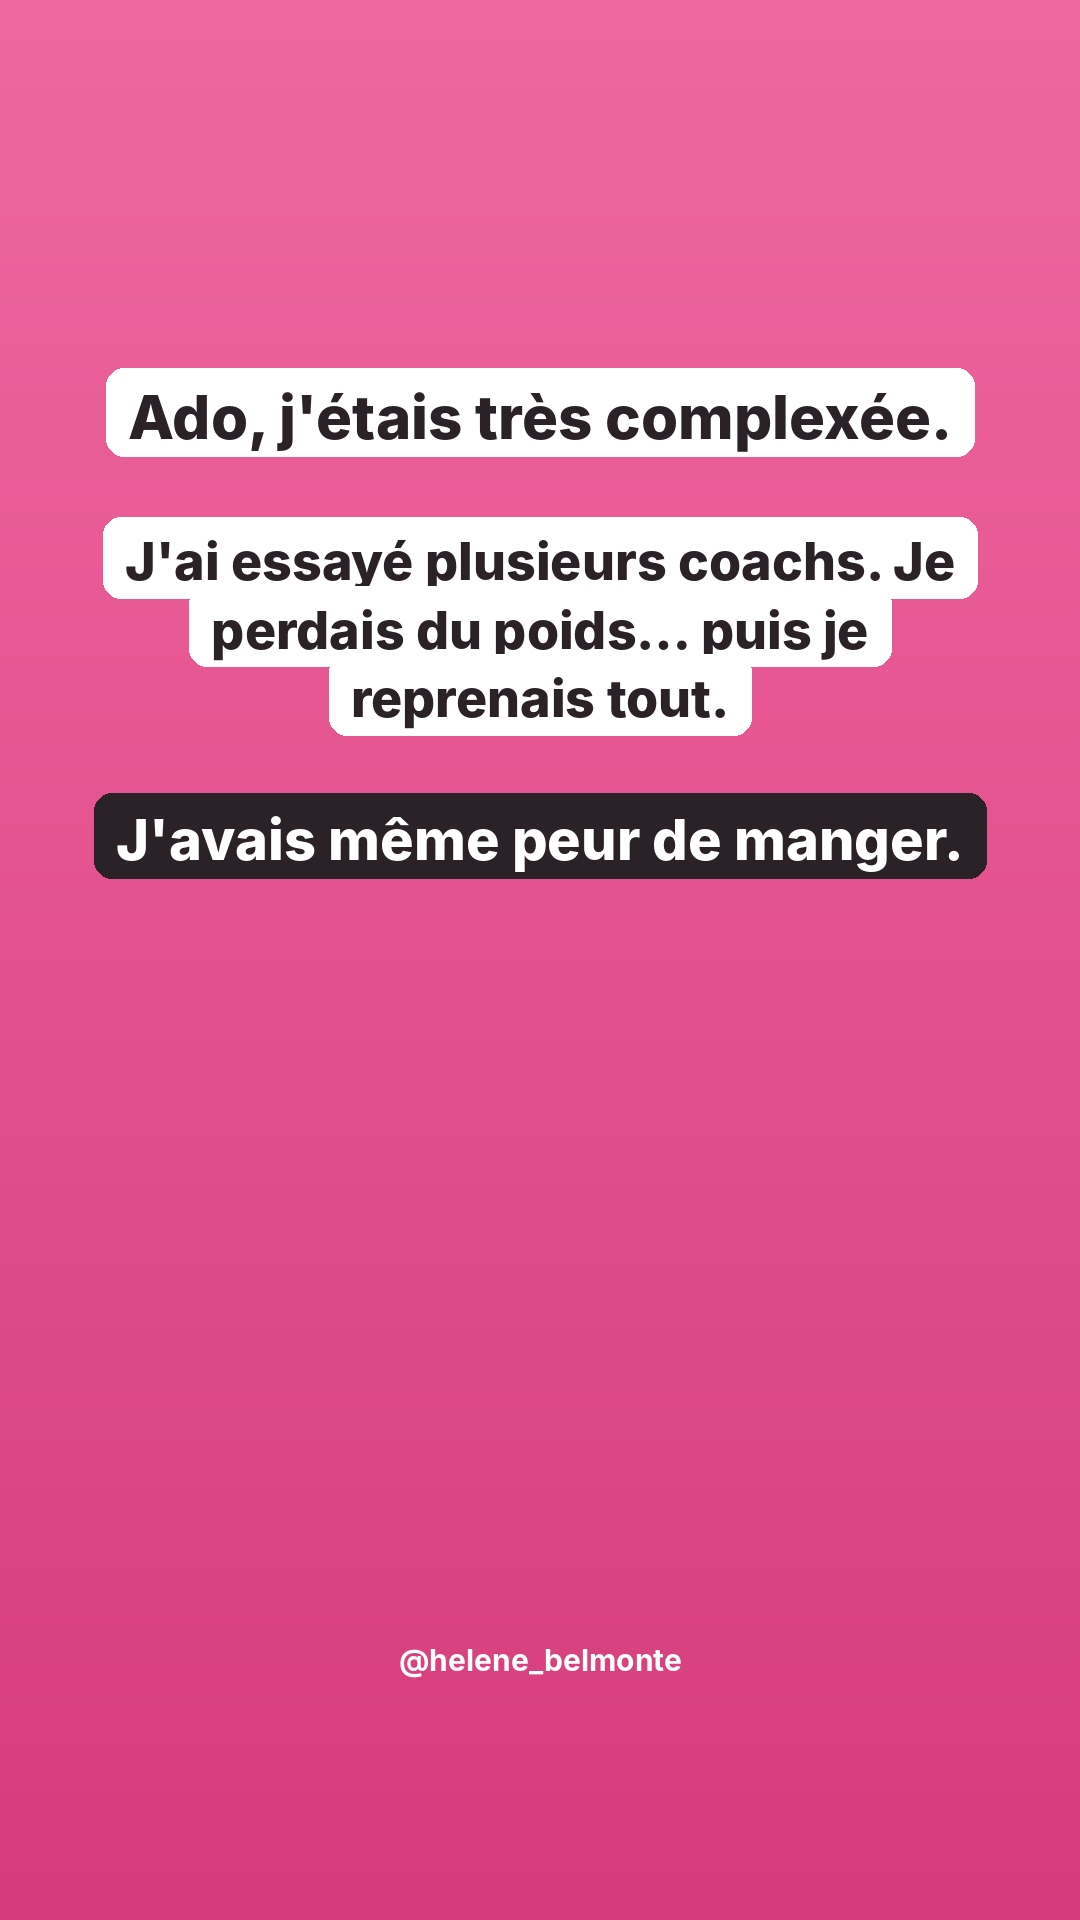 Ado, j'étais très complexée.
J'ai essayé plusieurs coachs. Je
perdais du poids... puis je
reprenais tout.
J'avais même peur de manger.
@helene_belmonte